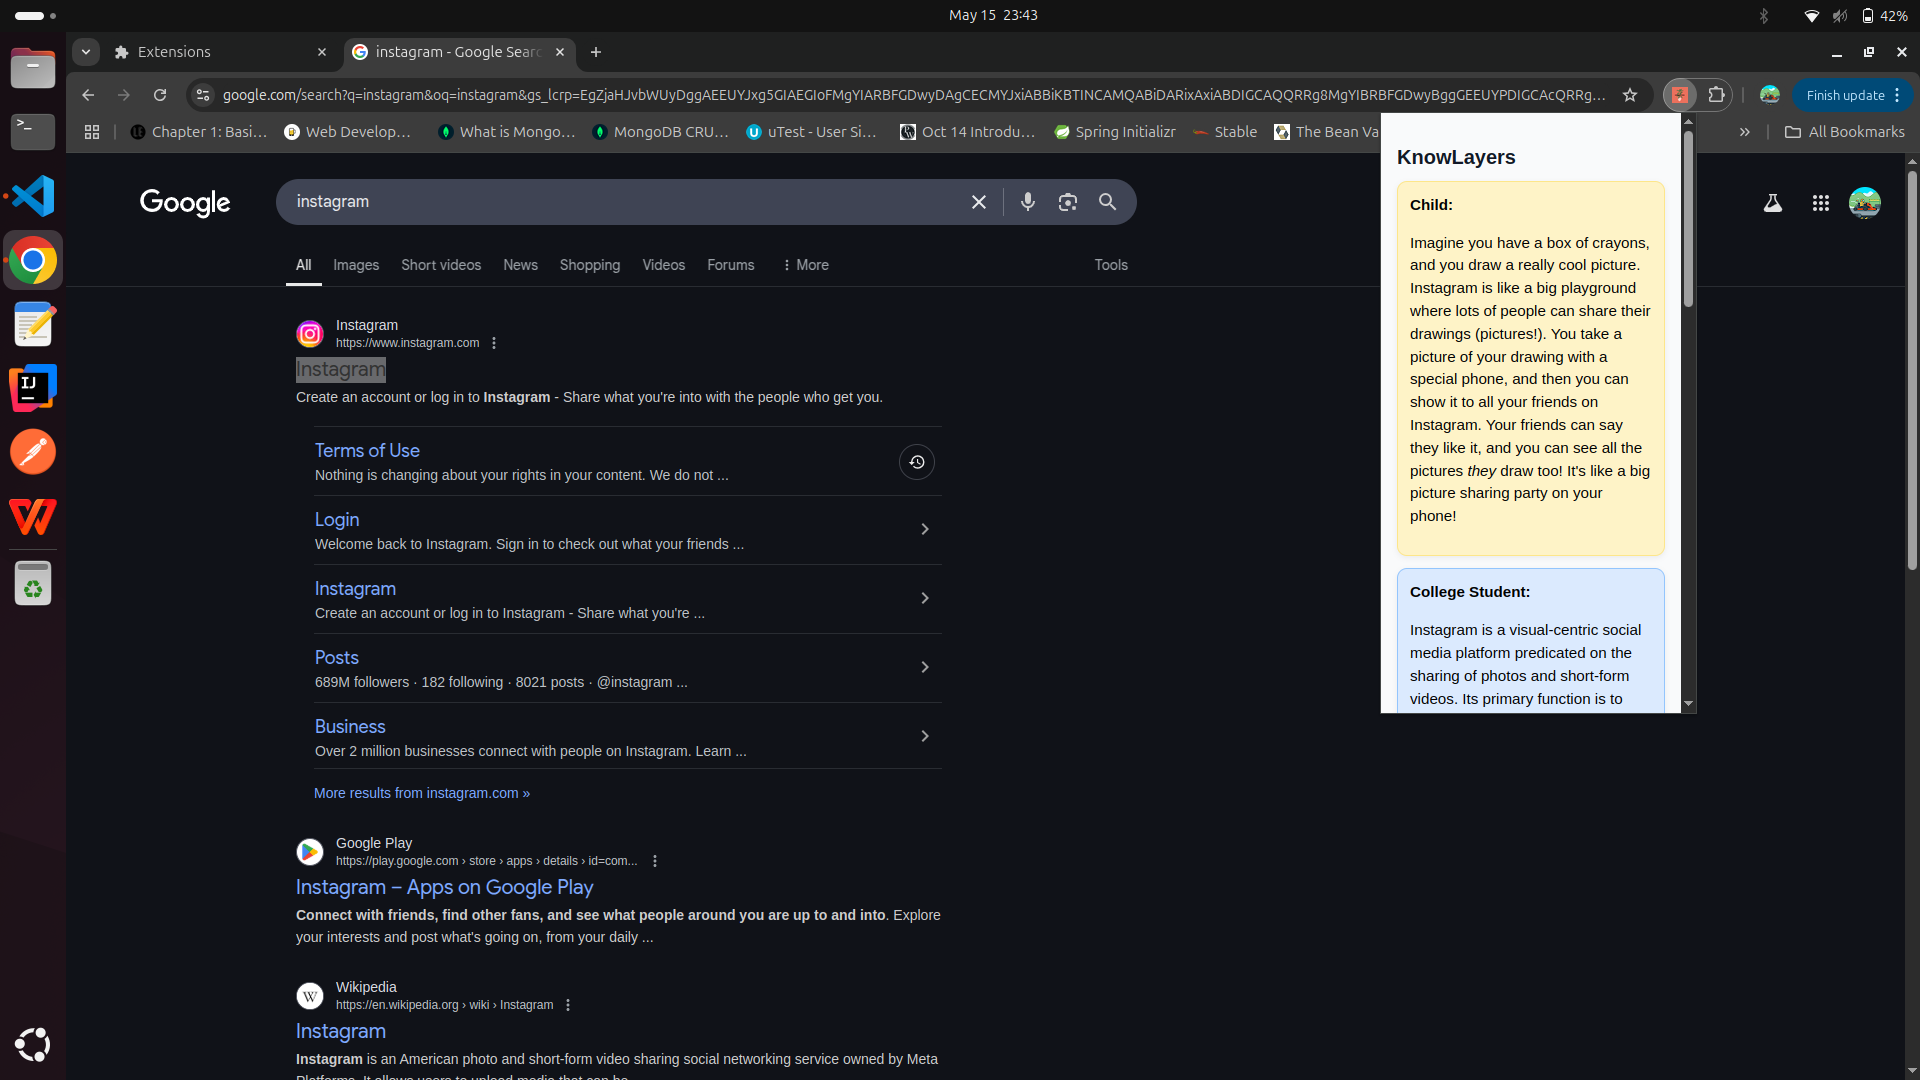 May 15 23:43
42%
Extensions
instagram - Google Searc
google.com/search?q=instagram&oq=instagram&gs_lcrp=EgZjaHJvbWUyDggAEEUYJxg5GIAEGIoFMgYIARBFGDwyDAgCECMYJxiABBiKBTINCAMQABiDARixAxiABDIGCAQQRRg8MgYIBRBFGDwyBggGEEUYPDIGCAcQRRg...
Finish update
Chapter 1: Basi...
Web Develop...
What is Mongo...
MongoDB CRU...
uTest - User Si...
Oct 14 Introdu...
Spring Initializr
Stable
The Bean Va
All Bookmarks
Google
instagram
All
Images
Short videos
News
Shopping
Videos
Forums
More
Tools
Instagram
https://www.instagram.com
Instagram
Create an account or log in to Instagram - Share what you're into with the people who get you.
Terms of Use
Nothing is changing about your rights in your content. We do not ...
Login
Welcome back to Instagram. Sign in to check out what your friends ...
Instagram
Create an account or log in to Instagram - Share what you're ...
Posts
689M followers · 182 following · 8021 posts · @instagram ...
Business
Over 2 million businesses connect with people on Instagram. Learn ...
More results from instagram.com »
Google Play
https://play.google.com › store › apps › details › id=com...
Instagram – Apps on Google Play
Connect with friends, find other fans, and see what people around you are up to and into. Explore
your interests and post what's going on, from your daily ...
W
Wikipedia
https://en.wikipedia.org › wiki › Instagram
Instagram
Instagram is an American photo and short-form video sharing social networking service owned by Meta
KnowLayers
Child:
Imagine you have a box of crayons,
and you draw a really cool picture.
Instagram is like a big playground
where lots of people can share their
drawings (pictures!). You take a
picture of your drawing with a
special phone, and then you can
show it to all your friends on
Instagram. Your friends can say
they like it, and you can see all the
pictures they draw too! It's like a big
picture sharing party on your
phone!
College Student:
Instagram is a visual-centric social
media platform predicated on the
sharing of photos and short-form
videos. Its primary function is to
IJ